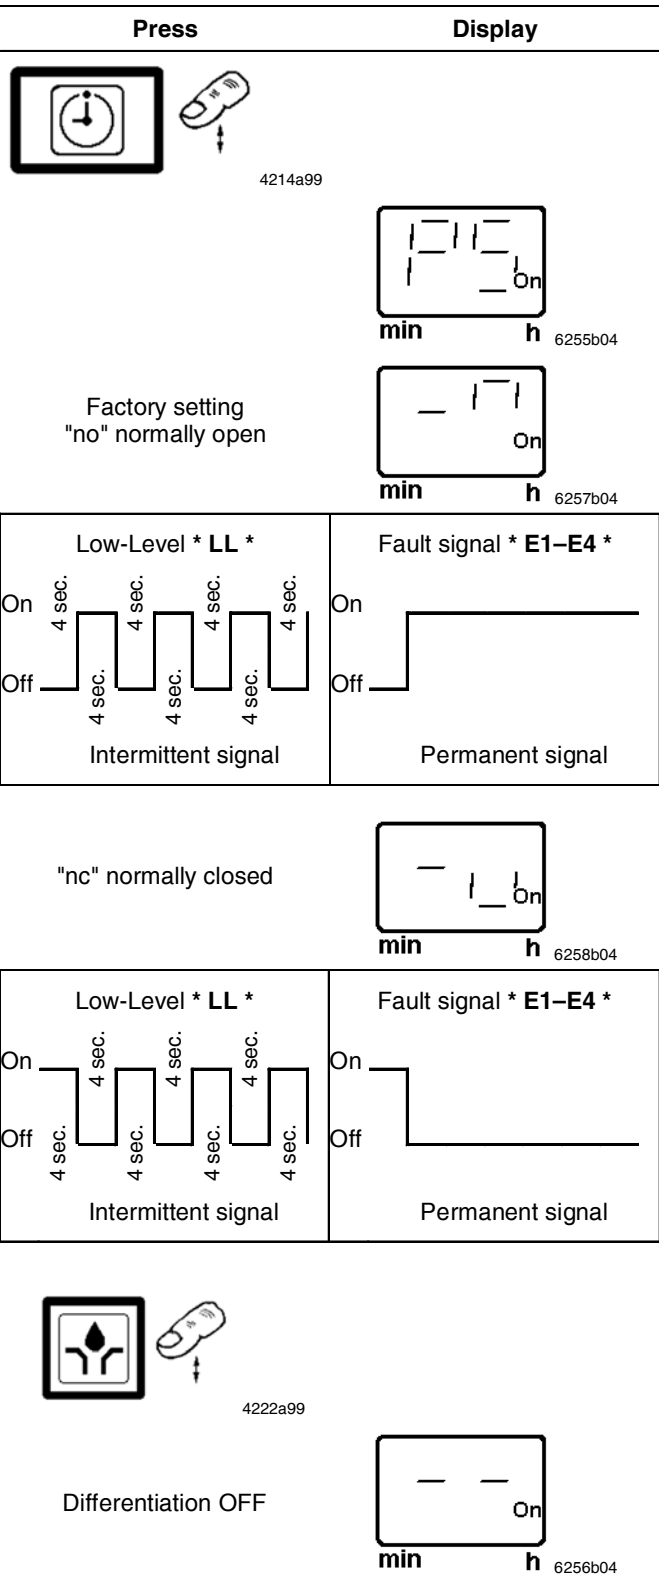 Press Display
4214a99
P5
On
min h 6255b04
Factory setting
"no" normally open
On
min h 6257b04
Low-Level * LL * Fault signal * E1–E4 *
On 4 sec. 4 sec. 4 sec. 4 sec. On
Off 4 sec. 4 sec. 4 sec. Off
Intermittent signal Permanent signal
"nc" normally closed
On
min h 6258b04
Low-Level * LL * Fault signal * E1–E4 *
On 4 sec. 4 sec. 4 sec. On
Off 4 sec. 4 sec. 4 sec. 4 sec. Off
Intermittent signal Permanent signal
4222a99
Differentiation OFF
- -
On
min h 6256b04